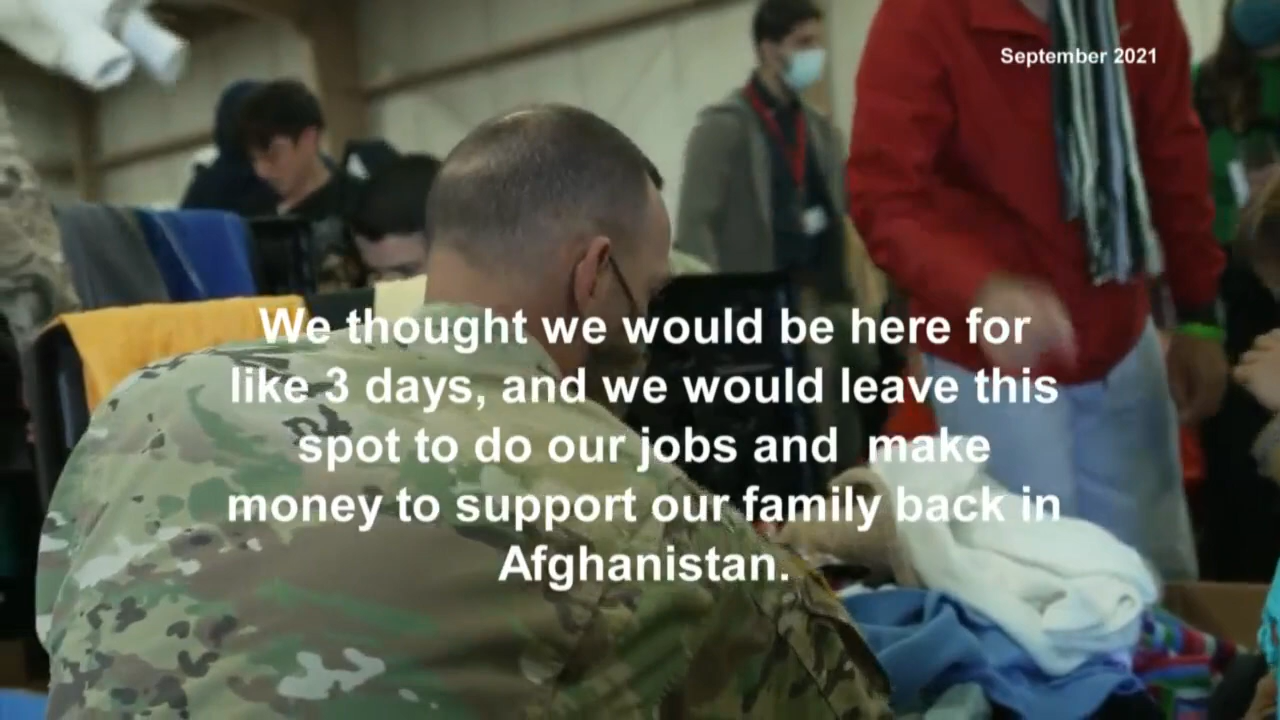 September 2021
We thought we would be here for
like 3 days, and we would leave this
spot to do our jobs and  make
money to support our family back in
Afghanistan.